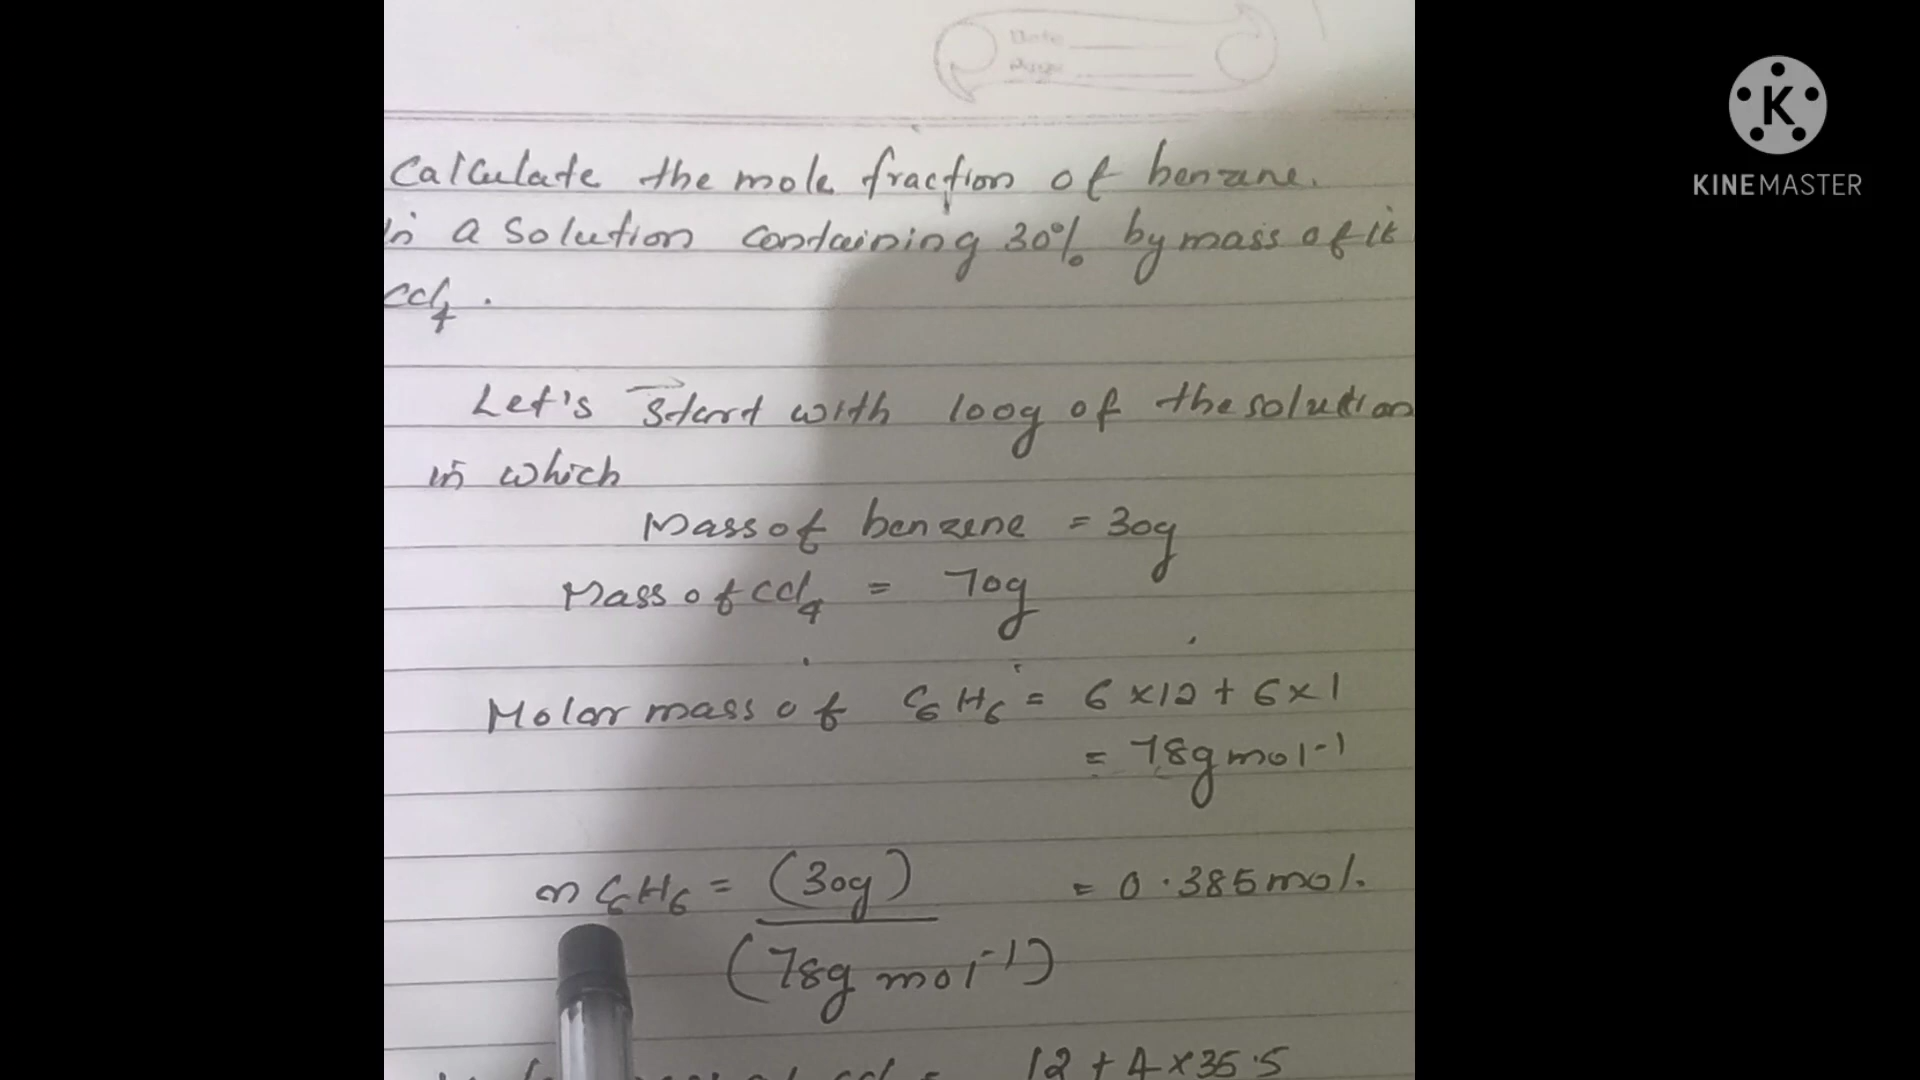 Date
Page
Calculate the mole fraction of benzene.
in a solution containing 30% by mass of it
CCl4.
Let's start with 100g of the solution
in which
Mass of benzene = 30g
Mass of CCl4 = 70g
Molar mass of C6H6 = 6×12 + 6×1
= 78g mol-1
n C6H6 = (30g) = 0.385 mol.
(78g mol-1)
12 + 4×35.5
K
KINEMASTER